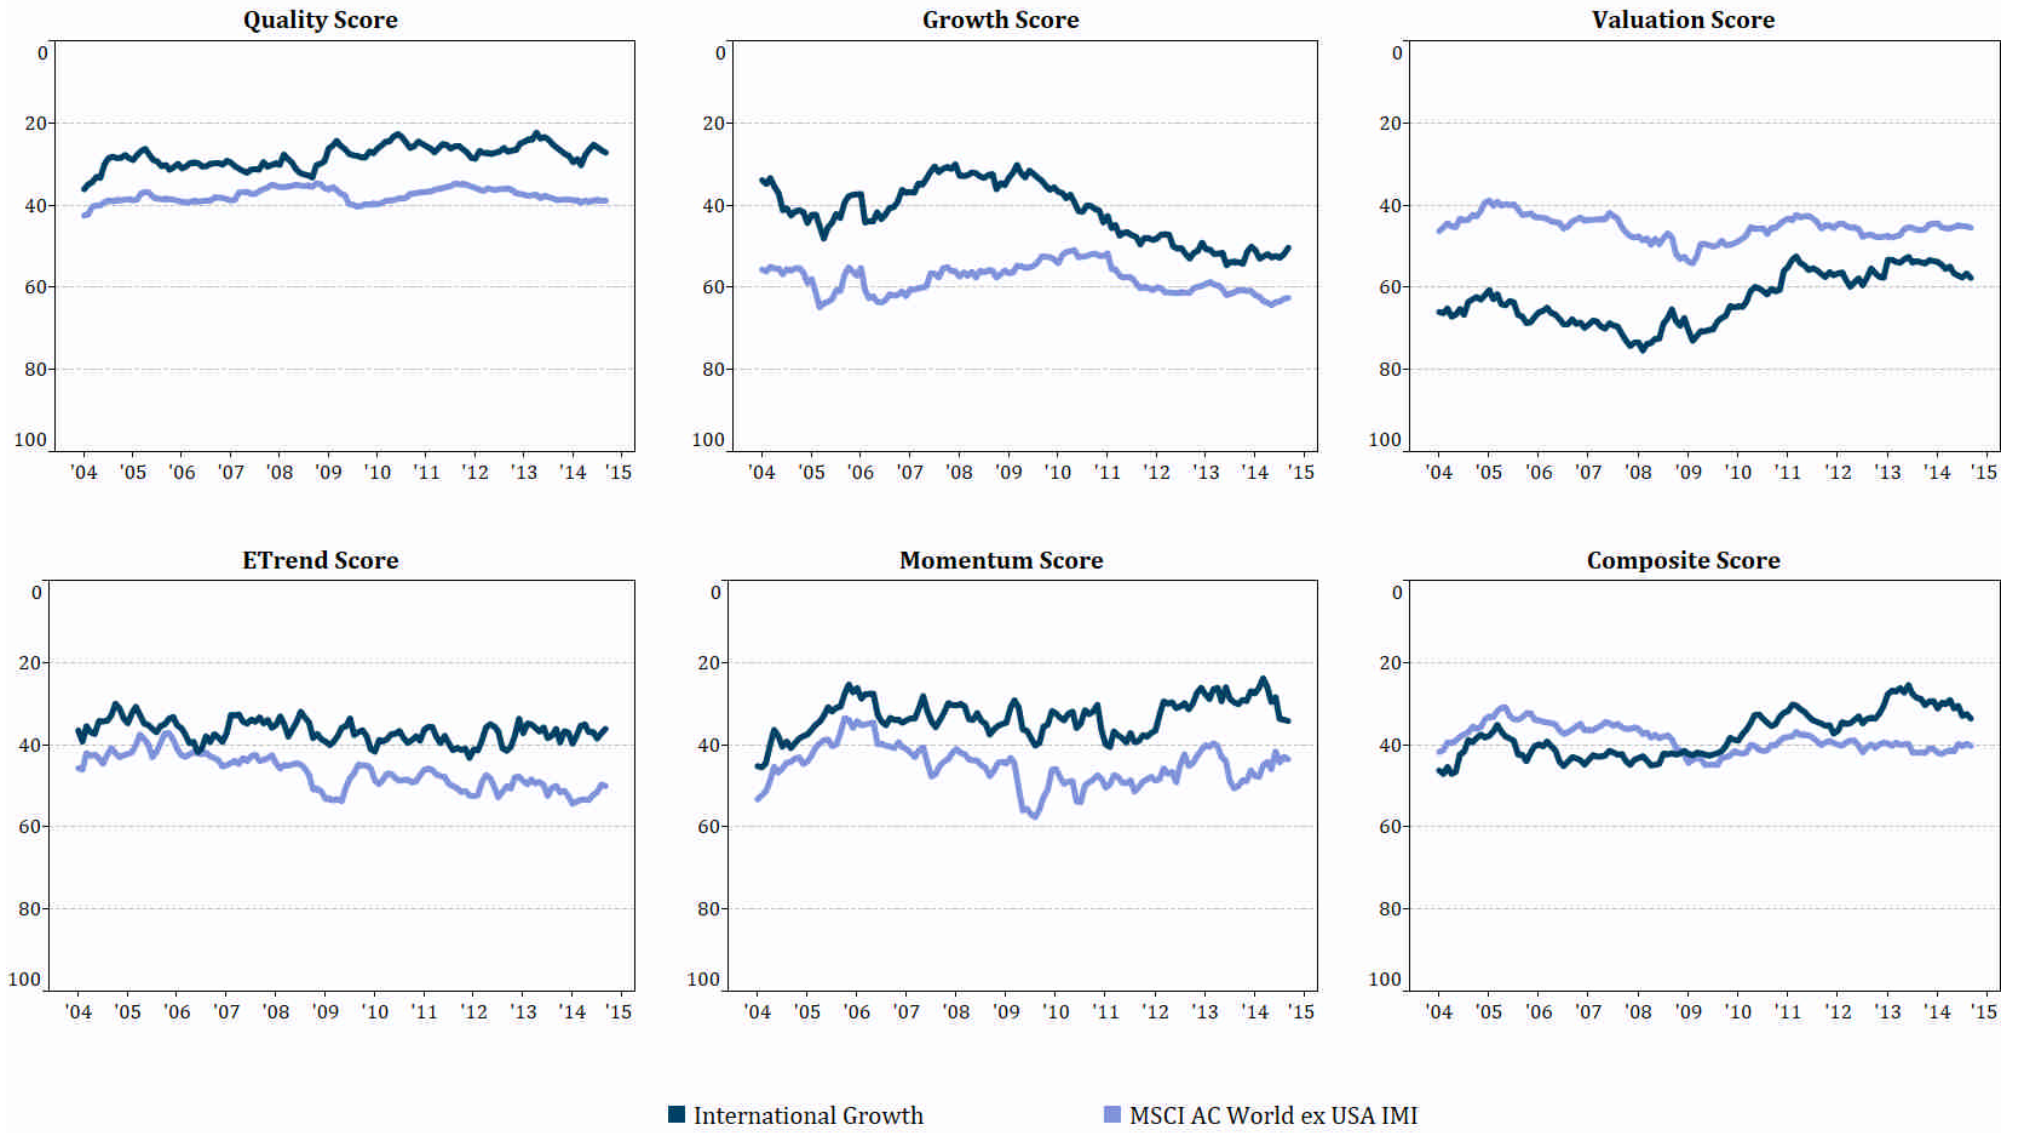 Quality Score
0
20
40
60
80
100
'04 '05 '06 '07 '08 '09 '10 '11 '12 '13 '14 '15
Growth Score
0
20
40
60
80
100
'04 '05 '06 '07 '08 '09 '10 '11 '12 '13 '14 '15
Valuation Score
0
20
40
60
80
100
'04 '05 '06 '07 '08 '09 '10 '11 '12 '13 '14 '15
ETrend Score
0
20
40
60
80
100
'04 '05 '06 '07 '08 '09 '10 '11 '12 '13 '14 '15
Momentum Score
0
20
40
60
80
100
'04 '05 '06 '07 '08 '09 '10 '11 '12 '13 '14 '15
Composite Score
0
20
40
60
80
100
'04 '05 '06 '07 '08 '09 '10 '11 '12 '13 '14 '15
International Growth
MSCI AC World ex USA IMI